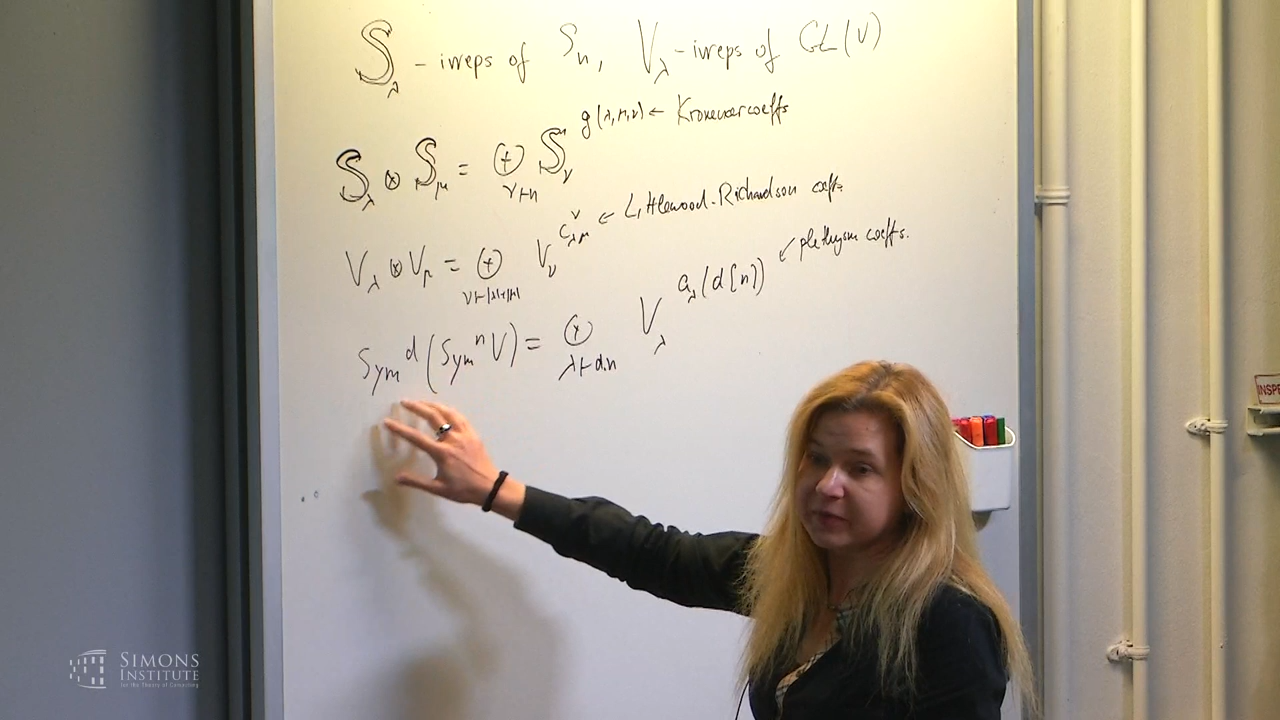 𝕊_λ - irreps of S_n, V_λ - irreps of GL(V)
𝕊_λ ⊗ 𝕊_μ = ⊕_{ν⊢n} 𝕊_ν^{g(λ,μ,ν)} ← Kronecker coeffs
V_λ ⊗ V_μ = ⊕_{ν⊢|λ|+|μ|} V_ν^{c^ν_{λμ}} ← Littlewood-Richardson coeffs
Sym^d(Sym^n V) = ⊕_{λ⊢d.n} V_λ^{a_λ(d[n])} ← plethysm coeffs.
INSPE
SIMONS
INSTITUTE
for the Theory of Computing